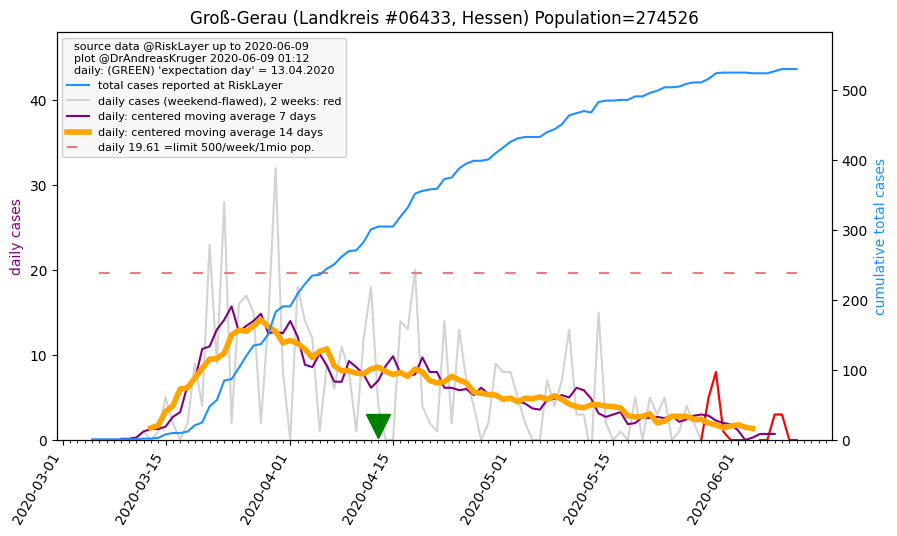 Groß-Gerau (Landkreis #06433, Hessen) Population=274526
source data @RiskLayer up to 2020-06-09
plot @DrAndreasKruger 2020-06-09 01:12
daily: (GREEN) 'expectation day' = 13.04.2020
total cases reported at RiskLayer
daily cases (weekend-flawed), 2 weeks: red
daily: centered moving average 7 days
daily: centered moving average 14 days
daily 19.61 =limit 500/week/1mio pop.
daily cases
40
30
20
10
0
cumulative total cases
500
400
300
200
100
0
2020-03-01
2020-03-15
2020-04-01
2020-04-15
2020-05-01
2020-05-15
2020-06-01